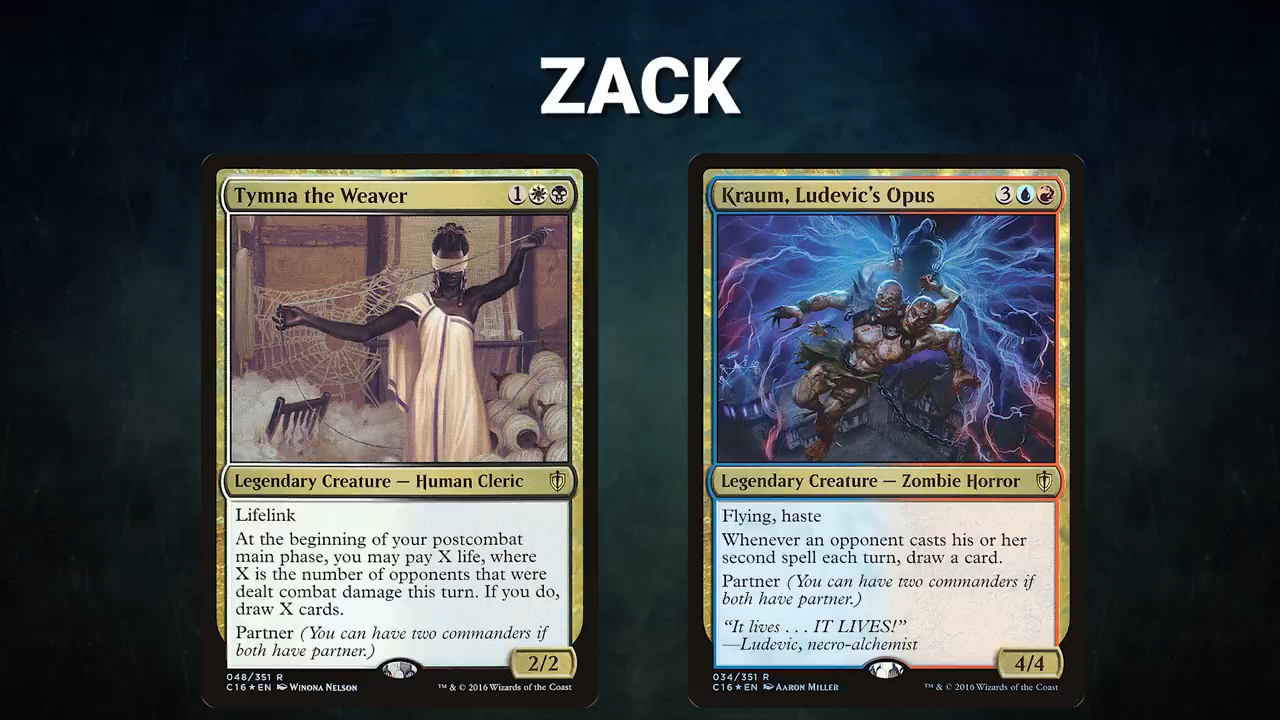 ZACK
Tymna the Weaver 1
Legendary Creature — Human Cleric
Lifelink
At the beginning of your postcombat
main phase, you may pay X life, where
X is the number of opponents that were
dealt combat damage this turn. If you do,
draw X cards.
Partner (You can have two commanders if
both have partner.)
2/2
048/351 R
C16 ★ EN Winona Nelson
™ & © 2016 Wizards of the Coast
Kraum, Ludevic's Opus 3
Legendary Creature — Zombie Horror
Flying, haste
Whenever an opponent casts his or her
second spell each turn, draw a card.
Partner (You can have two commanders if
both have partner.)
"It lives . . . IT LIVES!"
—Ludevic, necro-alchemist
4/4
034/351 R
C16 ★ EN Aaron Miller
™ & © 2016 Wizards of the Coast